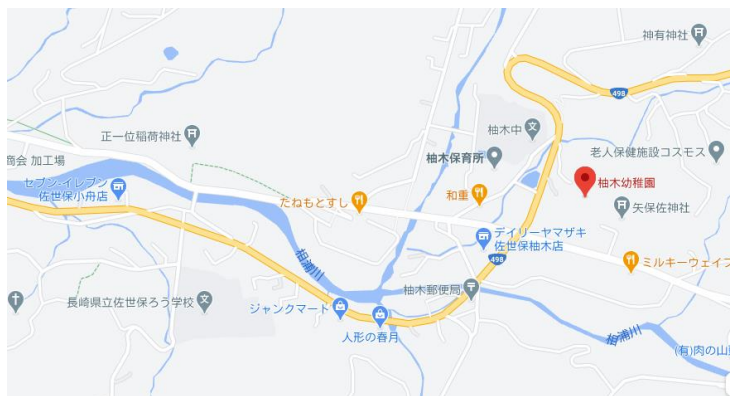 神有神社
498
正一位稲荷神社
柚木中
商会 加工場
柚木保育所
老人保健施設コスモス
セブン-イレブン
佐世保小舟店
柚木幼稚園
たねもとすし
和重
矢保佐神社
デイリーヤマザキ
佐世保柚木店
498
ミルキーウェイブ
相浦川
柚木郵便局
長崎県立佐世保ろう学校
ジャンクマート
人形の春月
相浦川
(有)肉の山